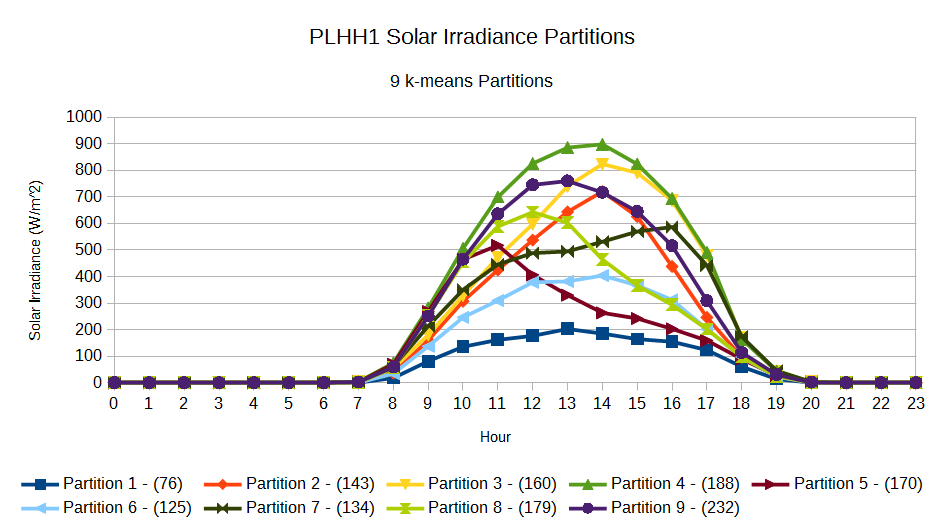 PLHH1 Solar Irradiance Partitions
9 k-means Partitions
Solar Irradiance (W/m^2)
1000
900
800
700
600
500
400
300
200
100
0
0 1 2 3 4 5 6 7 8 9 10 11 12 13 14 15 16 17 18 19 20 21 22 23
Hour
Partition 1 - (76) Partition 2 - (143) Partition 3 - (160) Partition 4 - (188) Partition 5 - (170)
Partition 6 - (125) Partition 7 - (134) Partition 8 - (179) Partition 9 - (232)